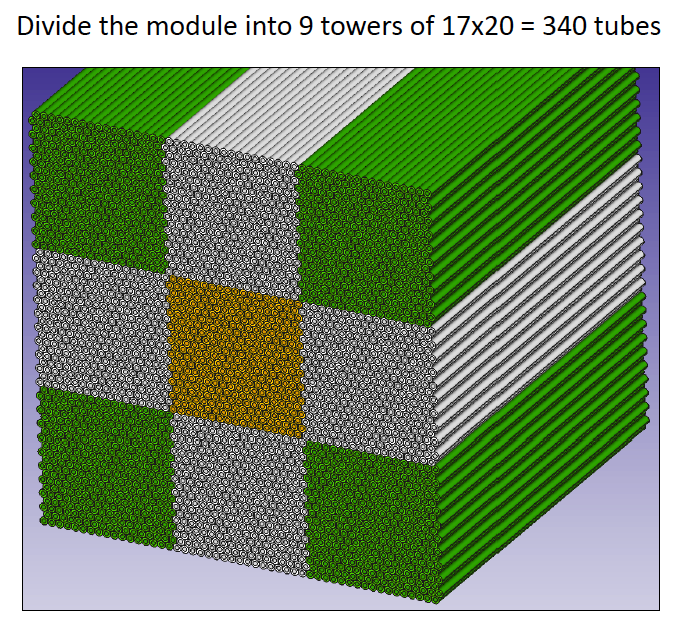 Divide the module into 9 towers of 17x20 = 340 tubes